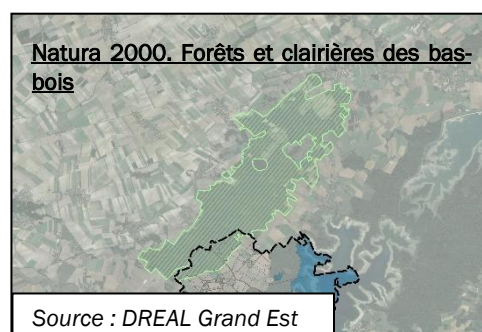 Natura 2000. Forêts et clairières des bas-
bois
Source : DREAL Grand Est